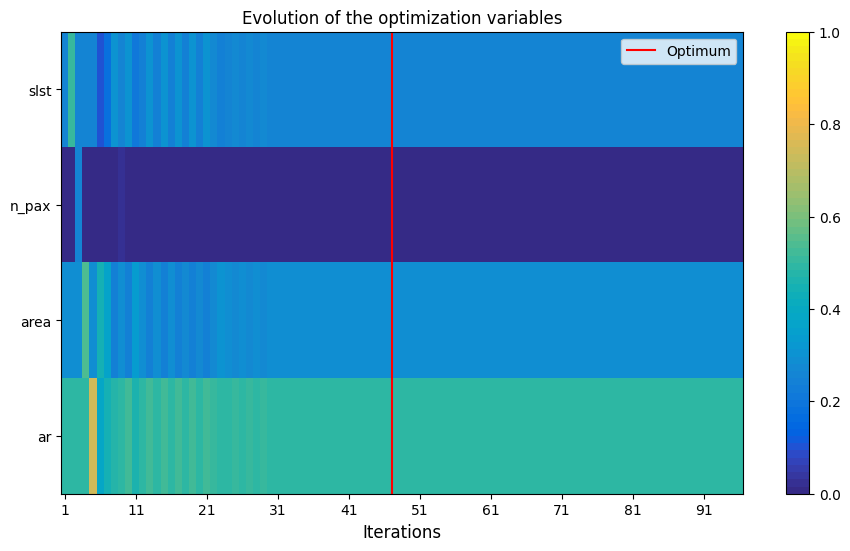 Evolution of the optimization variables
Optimum
slst
n_pax
area
ar
1 11 21 31 41 51 61 71 81 91
Iterations
1.0
0.8
0.6
0.4
0.2
0.0